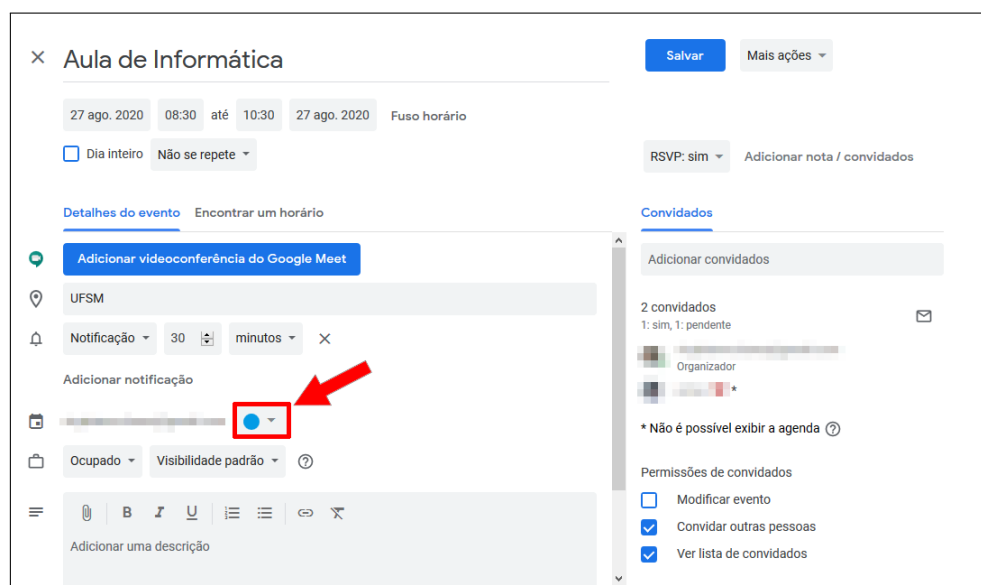 Aula de Informática
Salvar
Mais ações
27 ago. 2020 08:30 até 10:30 27 ago. 2020 Fuso horário
Dia inteiro Não se repete
RSVP: sim Adicionar nota / convidados
Detalhes do evento Encontrar um horário
Adicionar videoconferência do Google Meet
UFSM
Notificação 30 minutos
Adicionar notificação
Ocupado Visibilidade padrão
B I U
Adicionar uma descrição
Convidados
Adicionar convidados
2 convidados
1: sim, 1: pendente
Organizador
*
* Não é possível exibir a agenda
Permissões de convidados
Modificar evento
Convidar outras pessoas
Ver lista de convidados